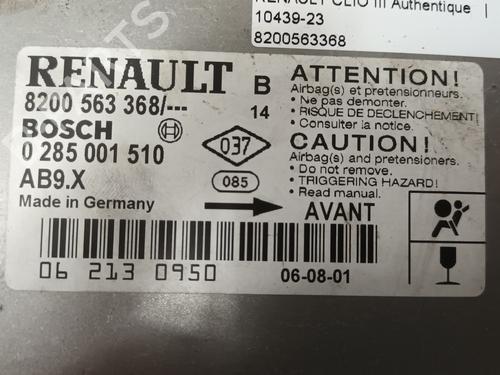 RENAULT CLIO III Authentique |
10439-23
8200563368
RENAULT B
8200 563 368/--- 14
BOSCH
0 285 001 510
AB9.X
Made in Germany
037
085
AVANT
ATTENTION!
Airbag(s) et pretensionneurs.
• Ne pas demonter.
• RISQUE DE DECLENCHEMENT!
• Consulter la notice.
CAUTION!
Airbag(s) and pretensioners.
• Do not remove.
• TRIGGERING HAZARD!
• Read manual.
06 213 0950
06-08-01